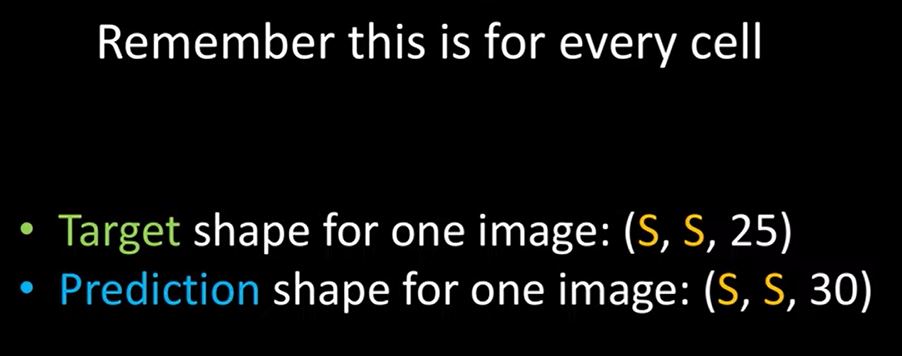 Remember this is for every cell
• Target shape for one image: (S, S, 25)
• Prediction shape for one image: (S, S, 30)